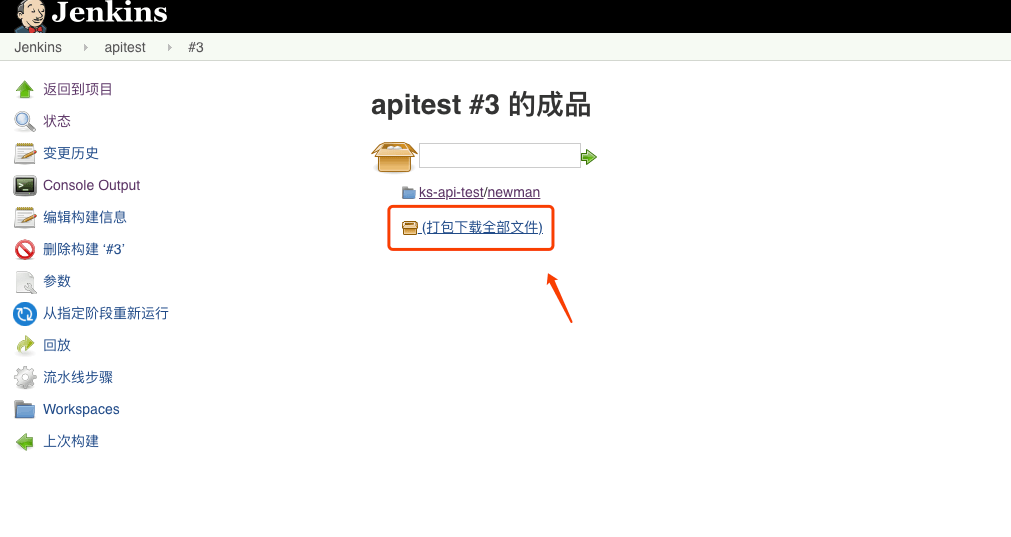 Jenkins
Jenkins apitest #3
返回到项目
状态
变更历史
Console Output
编辑构建信息
删除构建 ‘#3’
参数
从指定阶段重新运行
回放
流水线步骤
Workspaces
上次构建
apitest #3 的成品
ks-api-test/newman
(打包下载全部文件)